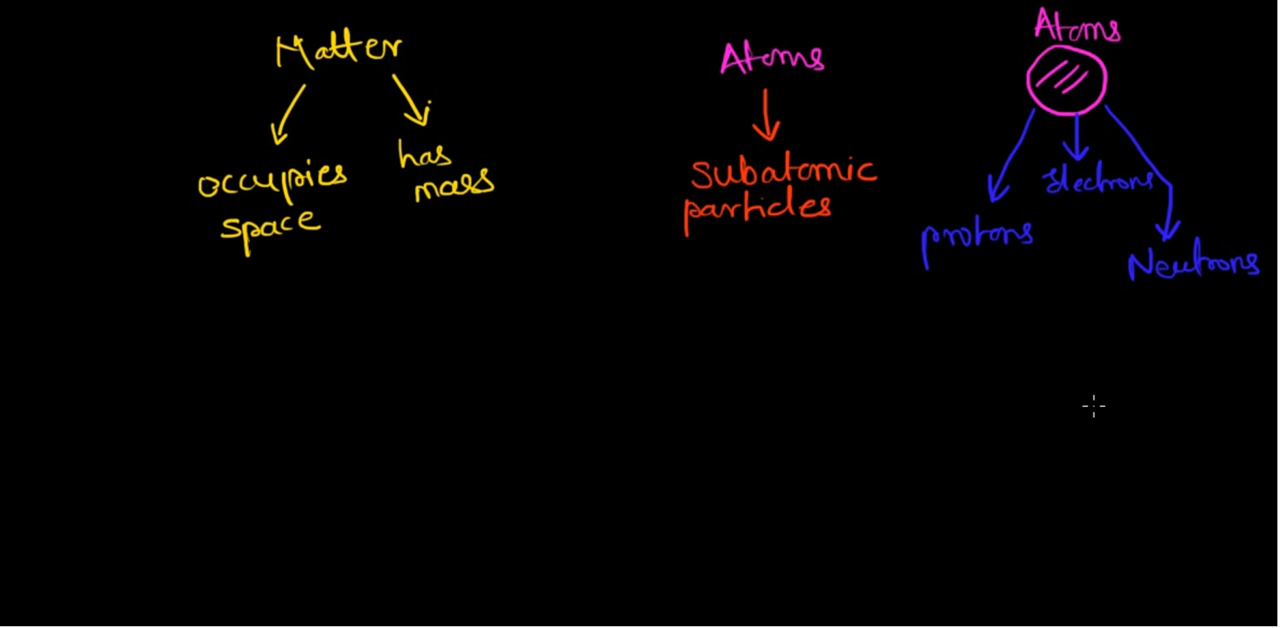 Matter
occupies
space
has
mass
Atoms
Subatomic
particles
Atoms
protons
Electrons
Neutrons